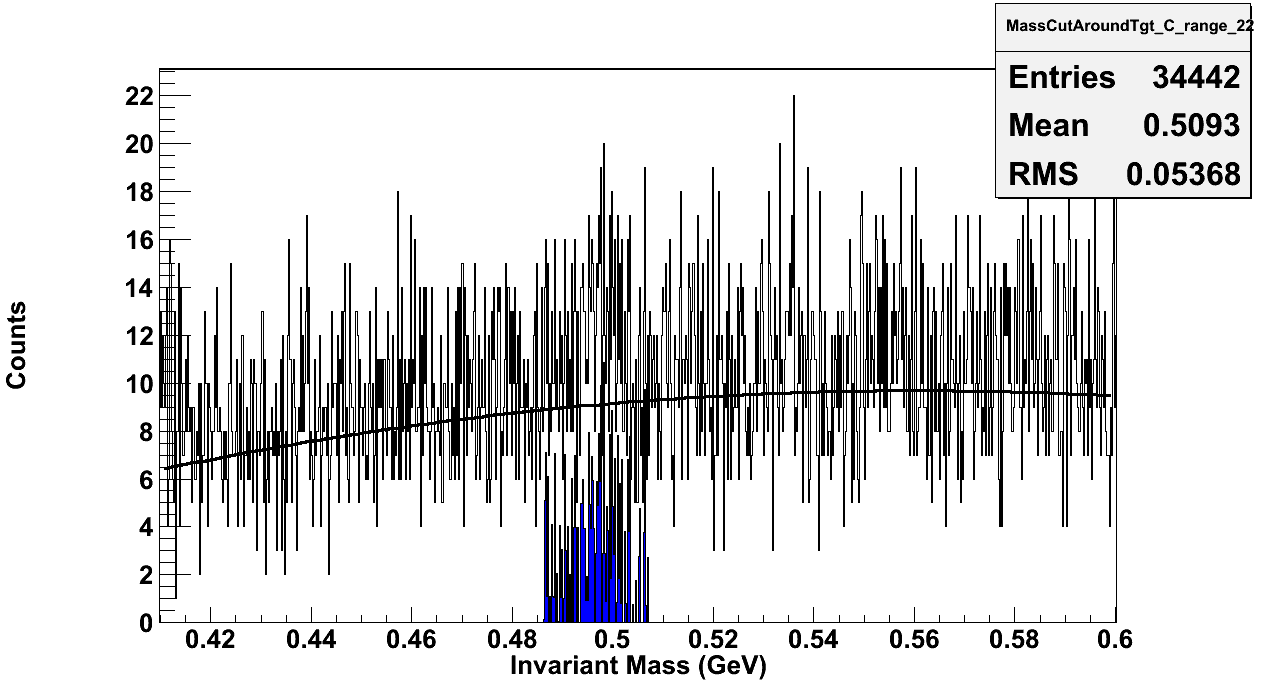 MassCutAroundTgt_C_range_22
Entries 34442
Mean 0.5093
RMS 0.05368
Counts
22
20
18
16
14
12
10
8
6
4
2
0
0.42 0.44 0.46 0.48 0.5 0.52 0.54 0.56 0.58 0.6
Invariant Mass (GeV)